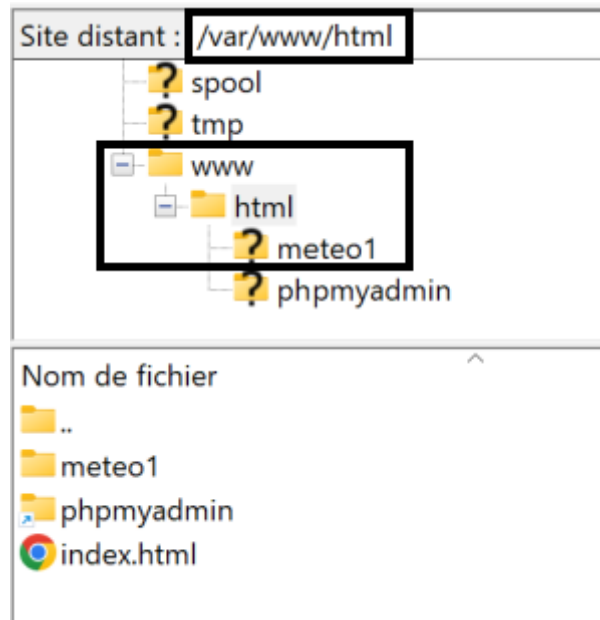 Site distant : /var/www/html
spool
tmp
www
html
meteo1
phpmyadmin
Nom de fichier
..
meteo1
phpmyadmin
index.html